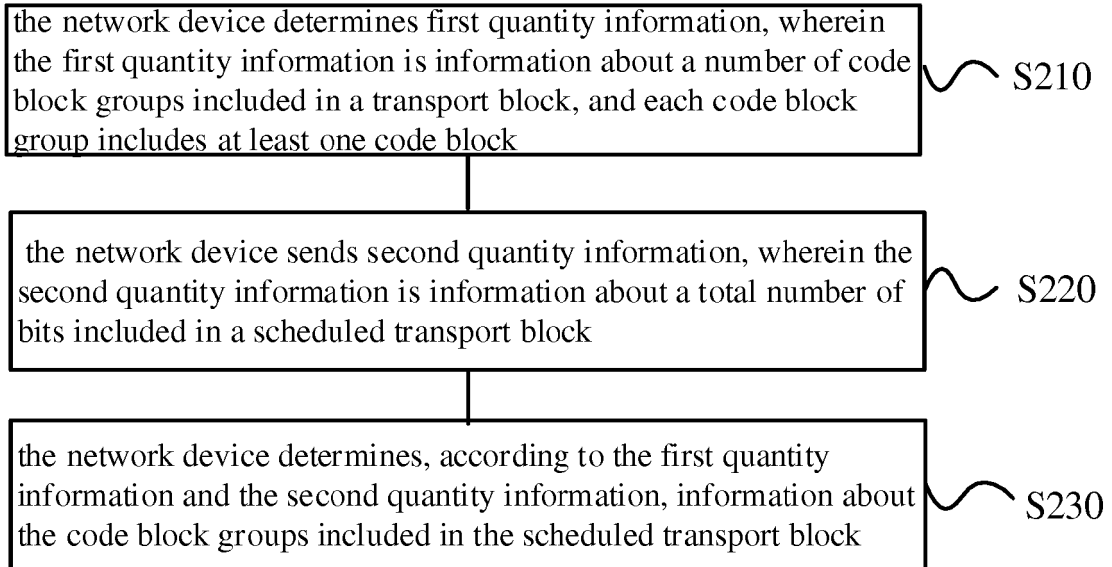 the network device determines first quantity information, wherein
the first quantity information is information about a number of code
block groups included in a transport block, and each code block
group includes at least one code block
S210
the network device sends second quantity information, wherein the
second quantity information is information about a total number of
bits included in a scheduled transport block
S220
the network device determines, according to the first quantity
information and the second quantity information, information about
the code block groups included in the scheduled transport block
S230